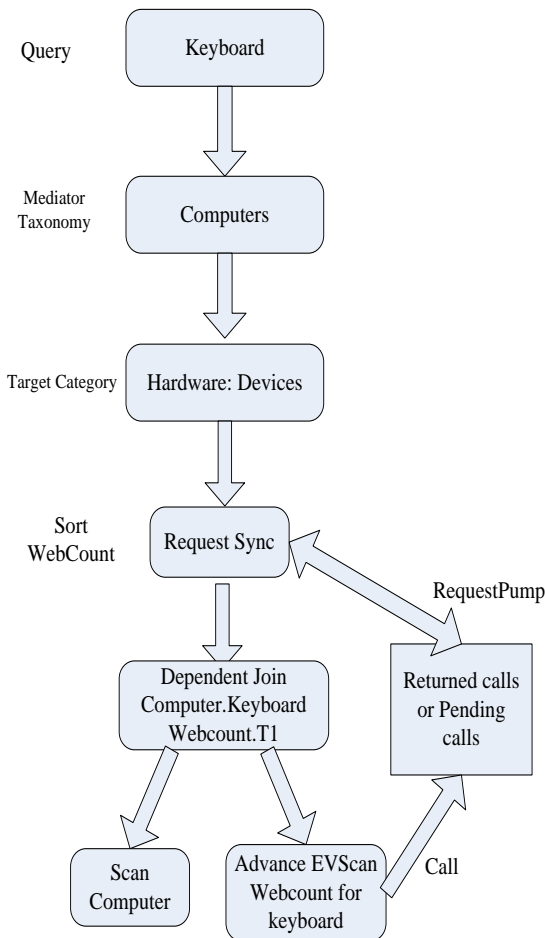 Query
Keyboard
Mediator
Taxonomy
Computers
Target Category
Hardware: Devices
Sort
WebCount
Request Sync
RequestPump
Dependent Join
Computer.Keyboard
Webcount.T1
Returned calls
or Pending
calls
Scan
Computer
Advance EVScan
Webcount for
keyboard
Call